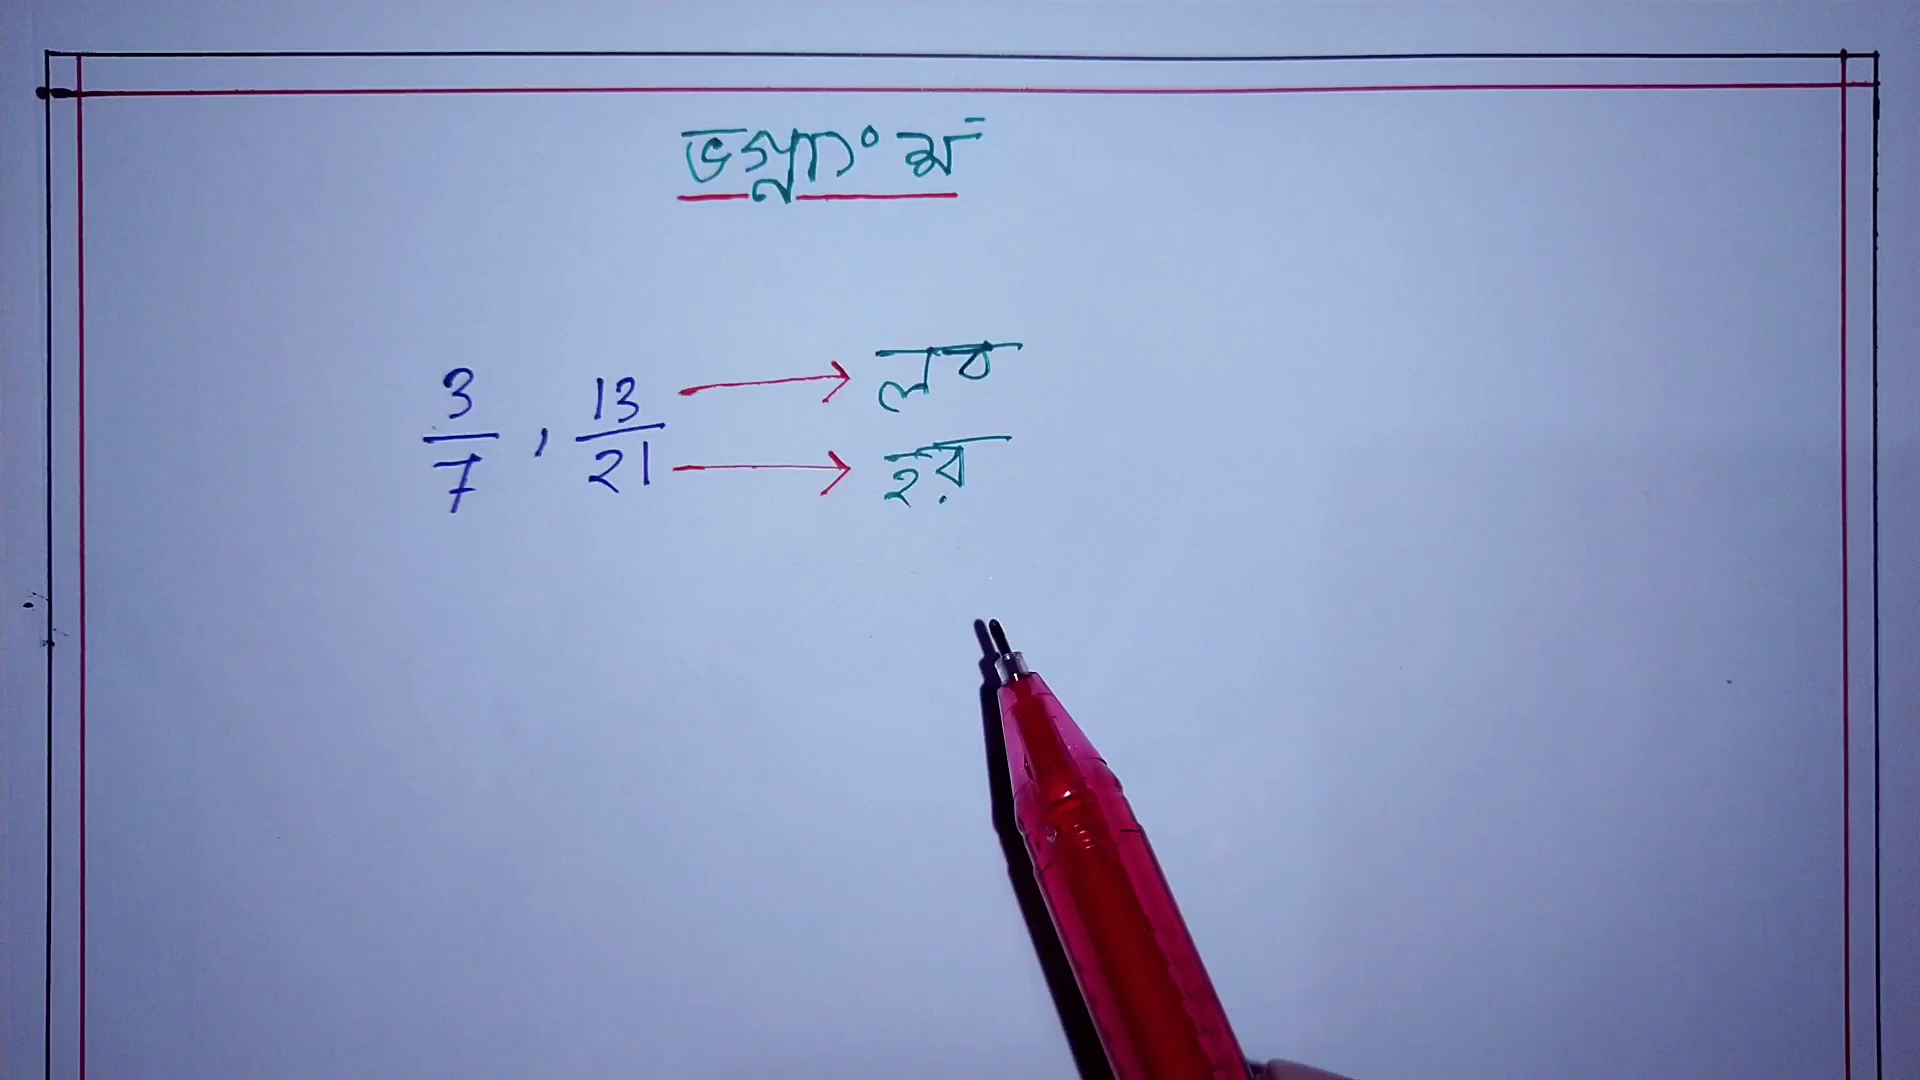 ভগ্নাংশ
3/7 , 13/21 → লব
→ হর